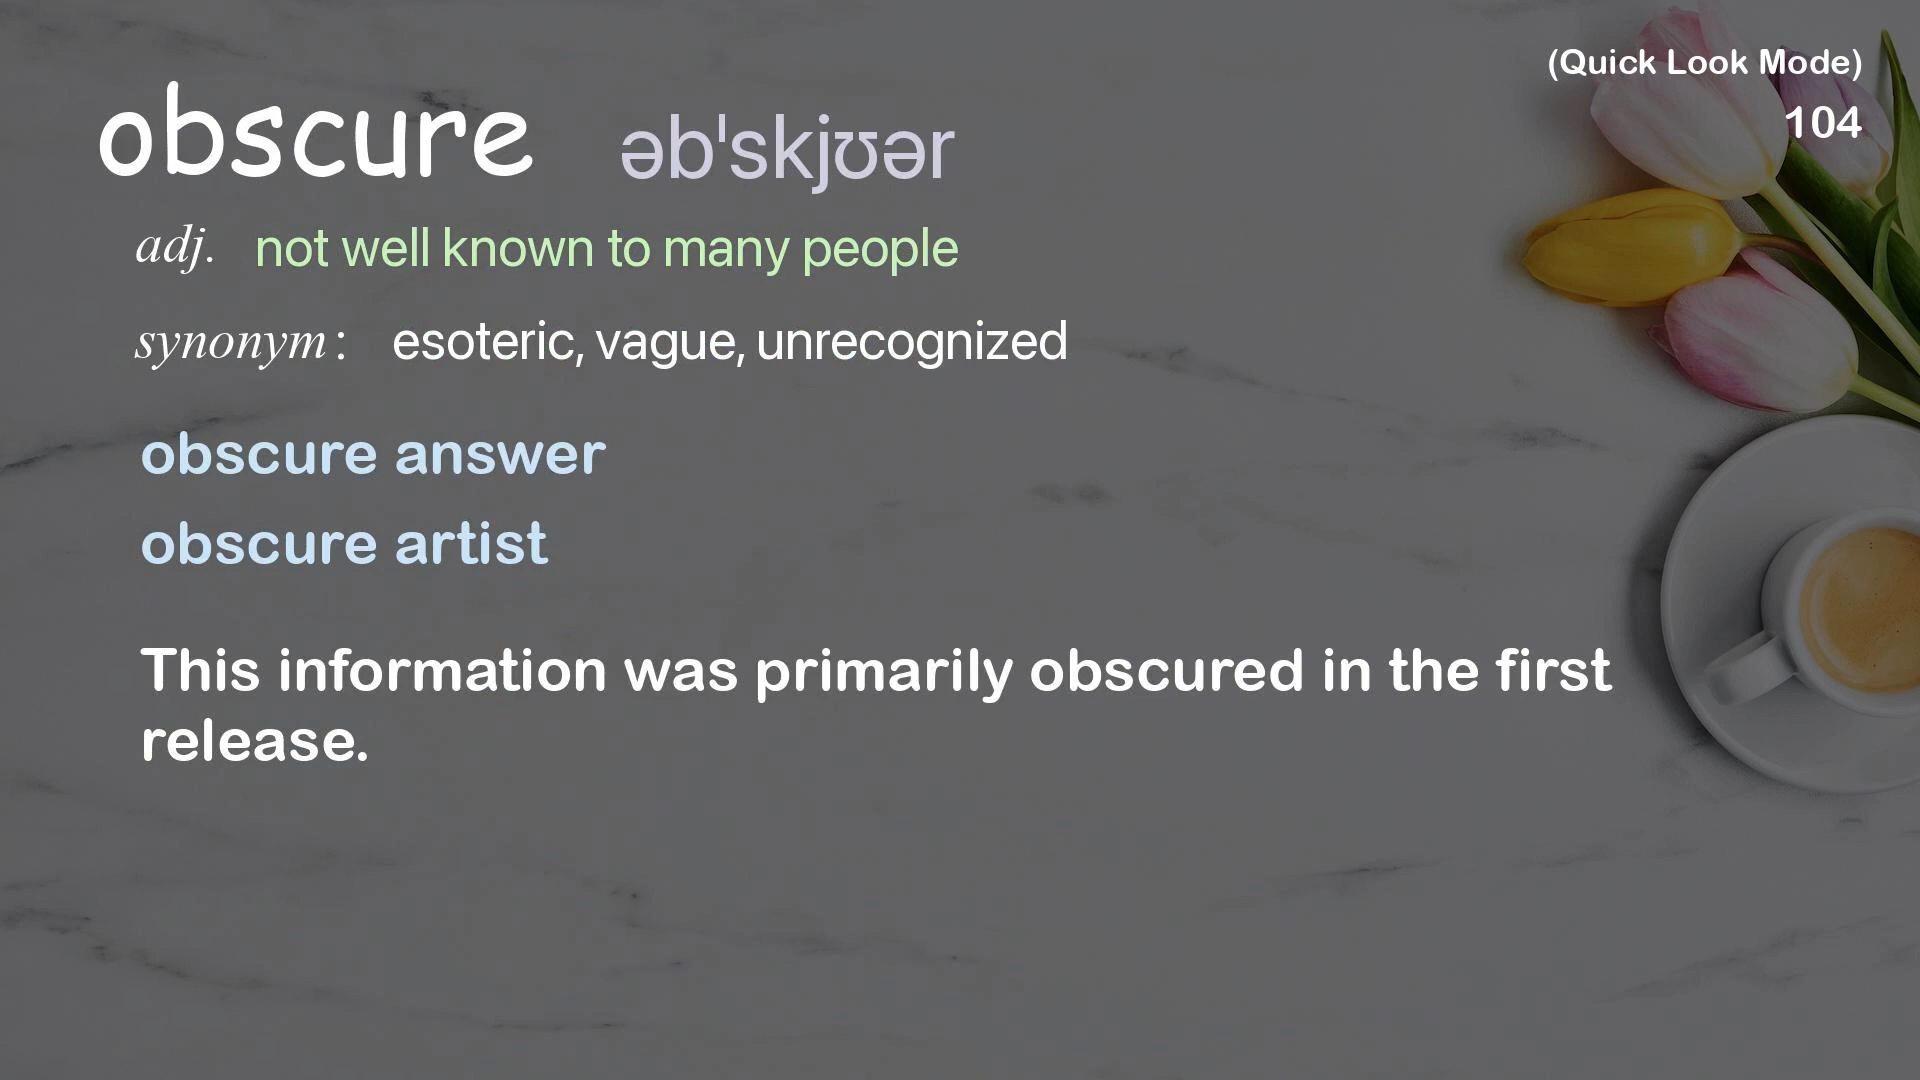 (Quick Look Mode)
104
obscure əb'skjʊər
adj. not well known to many people
synonym: esoteric, vague, unrecognized
obscure answer
obscure artist
This information was primarily obscured in the first
release.